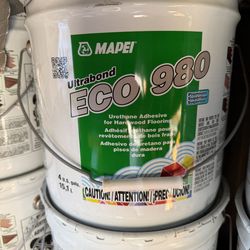 MAPEI
Ultrabond
ECO 980
Urethane Adhesive
for Hardwood Flooring
Adhésif uréthane pour
revêtements de bois franc
Adhesivo de uretano para
pisos de madera
dura
4 U.S. gals.
15,1 L
¡CAUTION! / ¡ATTENTION! / ¡PRECAUCIÓN!